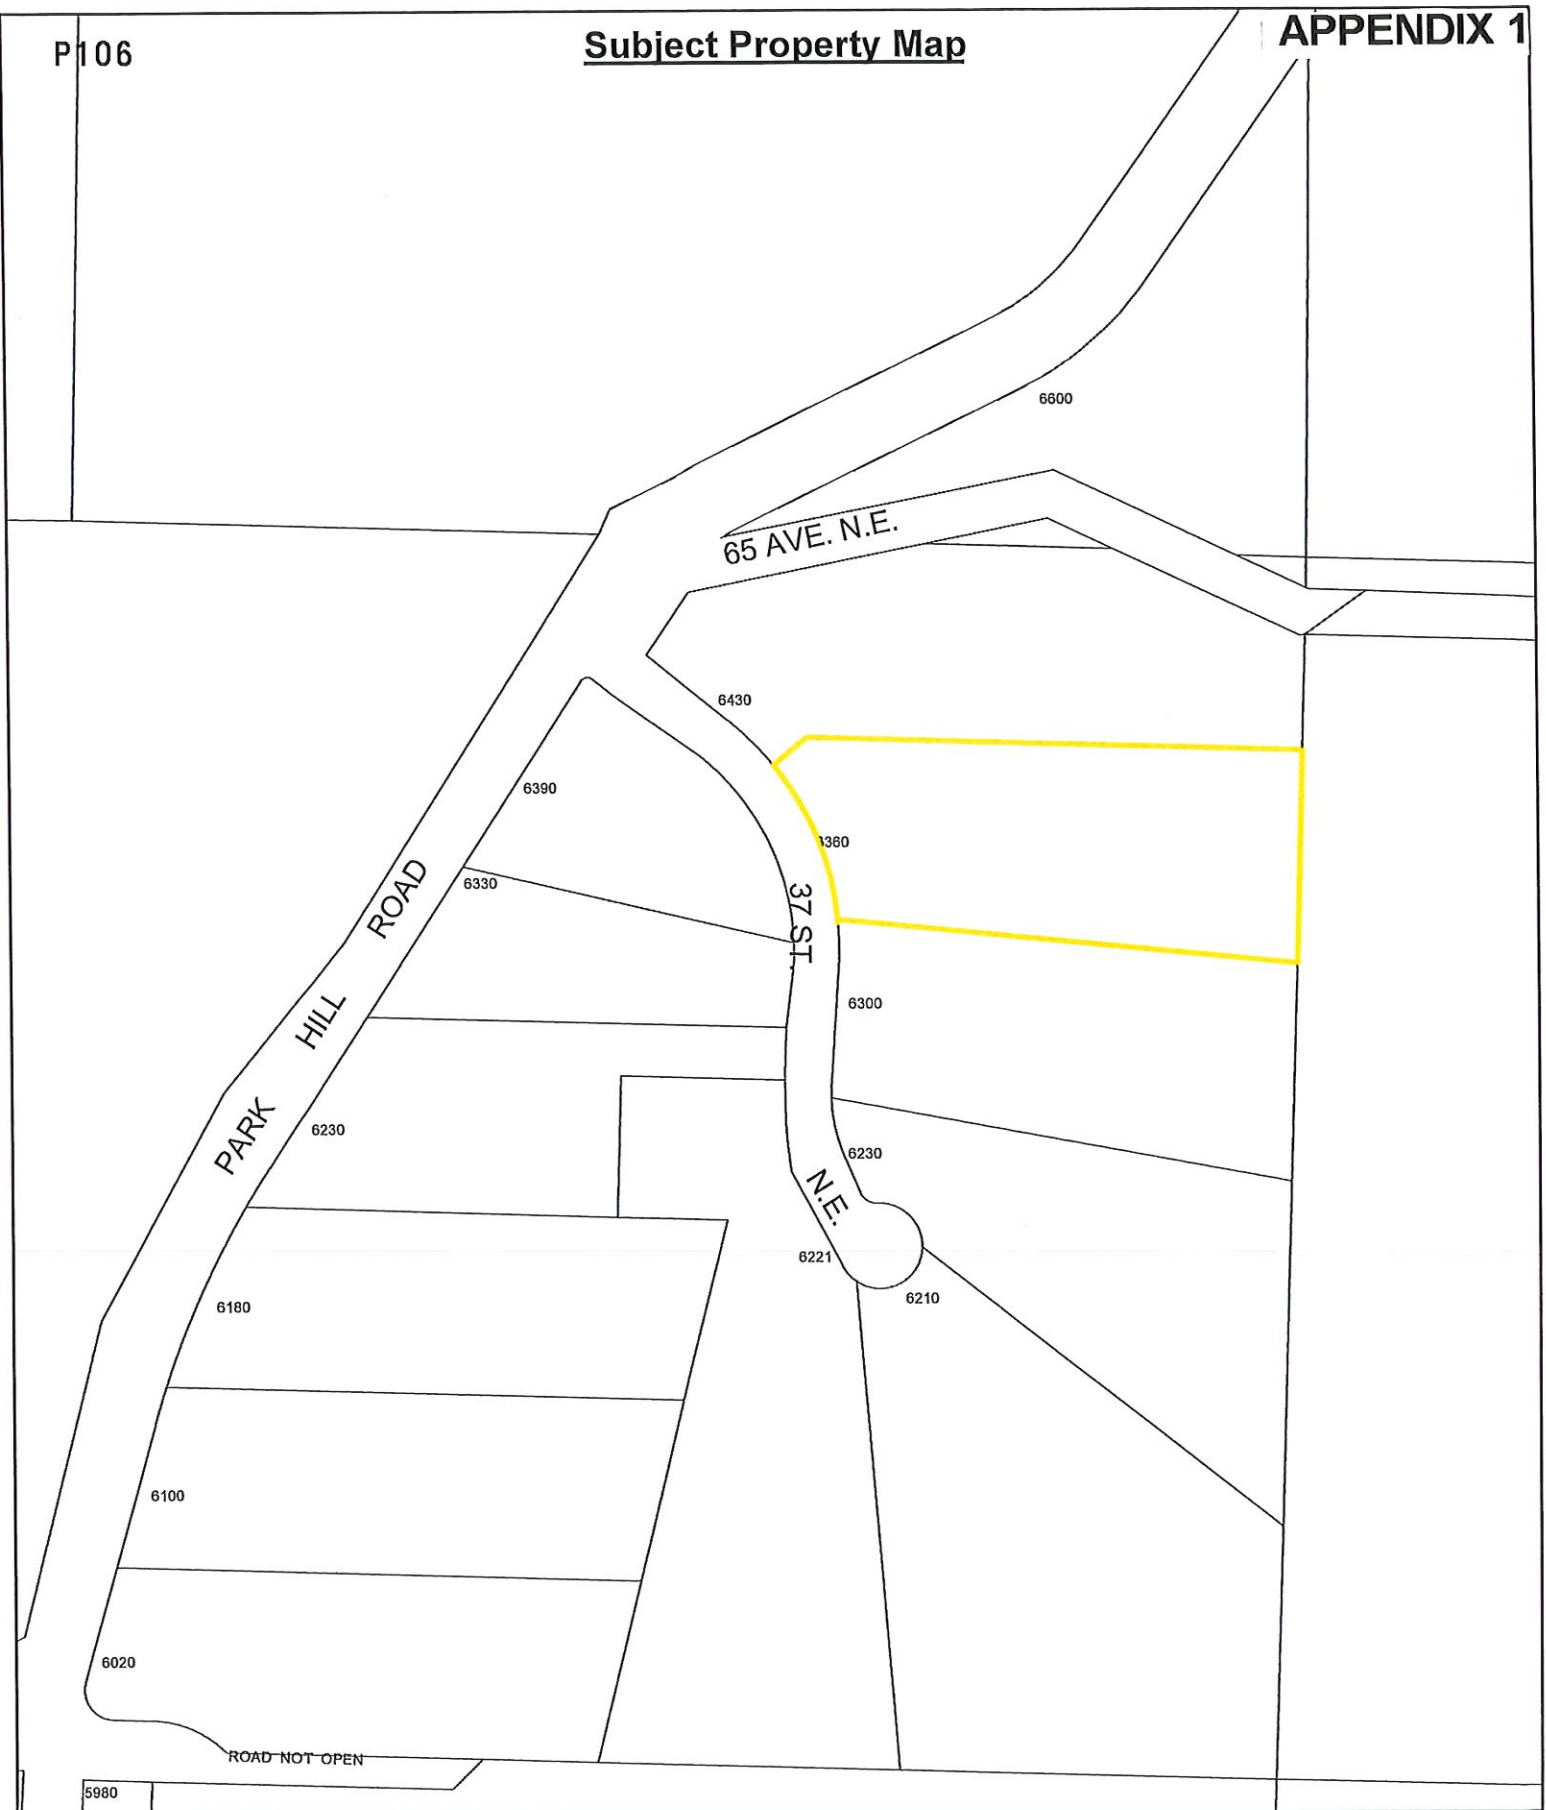 P106
Subject Property Map
APPENDIX 1
6600
65 AVE. N.E.
6430
6390
360
6330
37 ST.
PARK HILL ROAD
6300
6230
6230
N.E.
6221
6210
6180
6100
6020
ROAD NOT OPEN
5980